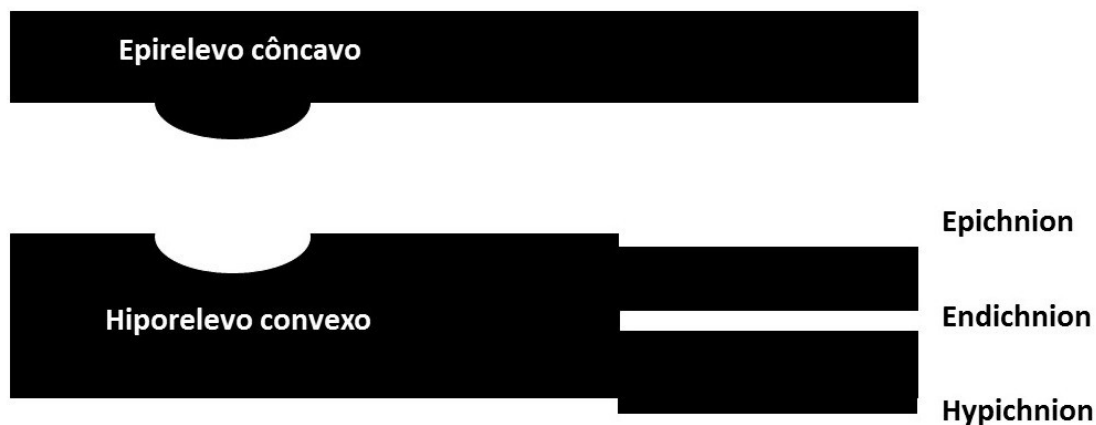 Epirelevo côncavo
Epichnion
Hiporelevo convexo
Endichnion
Hypichnion